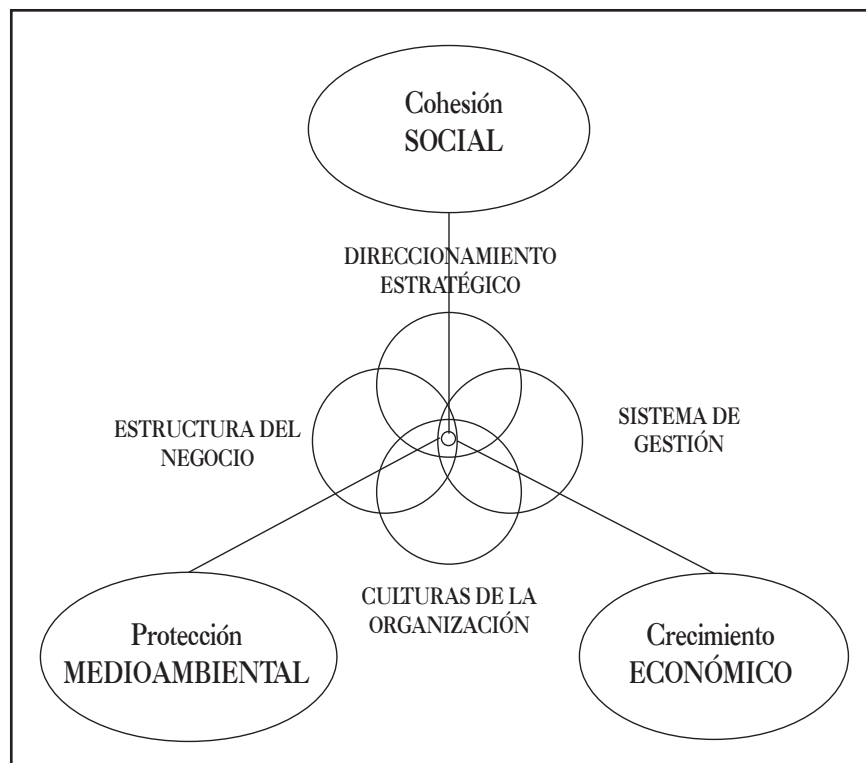 Cohesión
SOCIAL
DIRECCIONAMIENTO
ESTRATÉGICO
ESTRUCTURA DEL
NEGOCIO
SISTEMA DE
GESTIÓN
CULTURAS DE LA
ORGANIZACIÓN
Protección
MEDIOAMBIENTAL
Crecimiento
ECONÓMICO